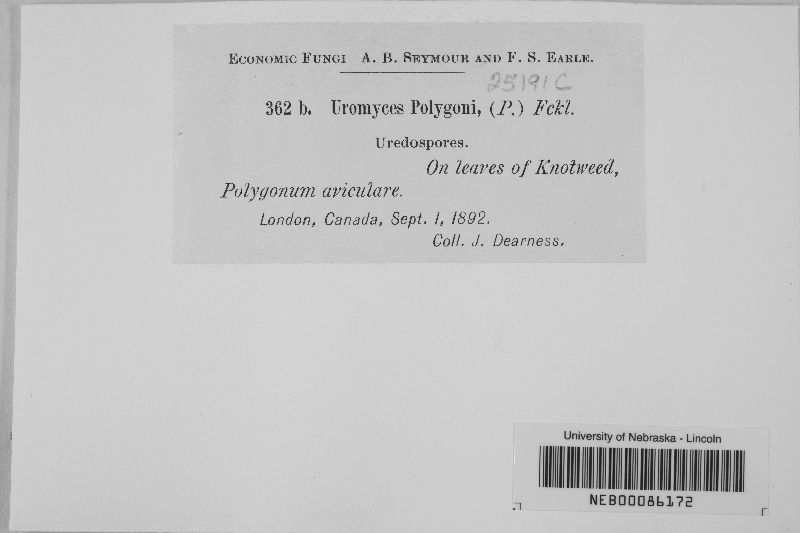 Economic Fungi A. B. Seymour and F. S. Earle.
25191C
362 b. Uromyces Polygoni, (P.) Fckl.
Uredospores.
On leaves of Knotweed,
Polygonum aviculare.
London, Canada, Sept. 1, 1892.
Coll. J. Dearness.
University of Nebraska - Lincoln
NEB00086172